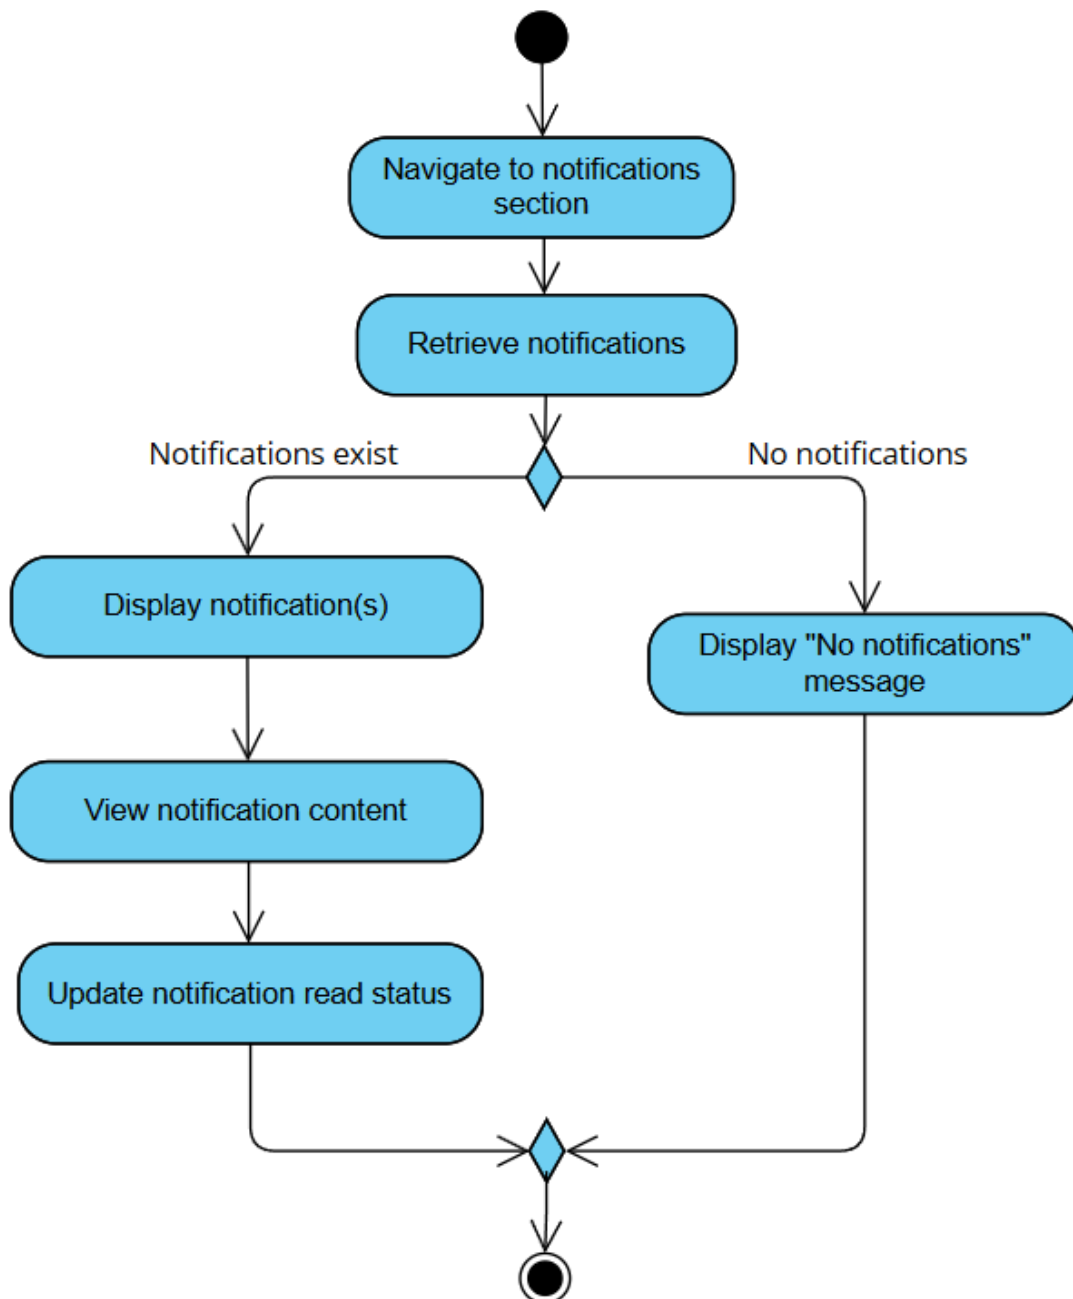 Navigate to notifications
section
Retrieve notifications
Notifications exist
No notifications
Display notification(s)
Display "No notifications"
message
View notification content
Update notification read status